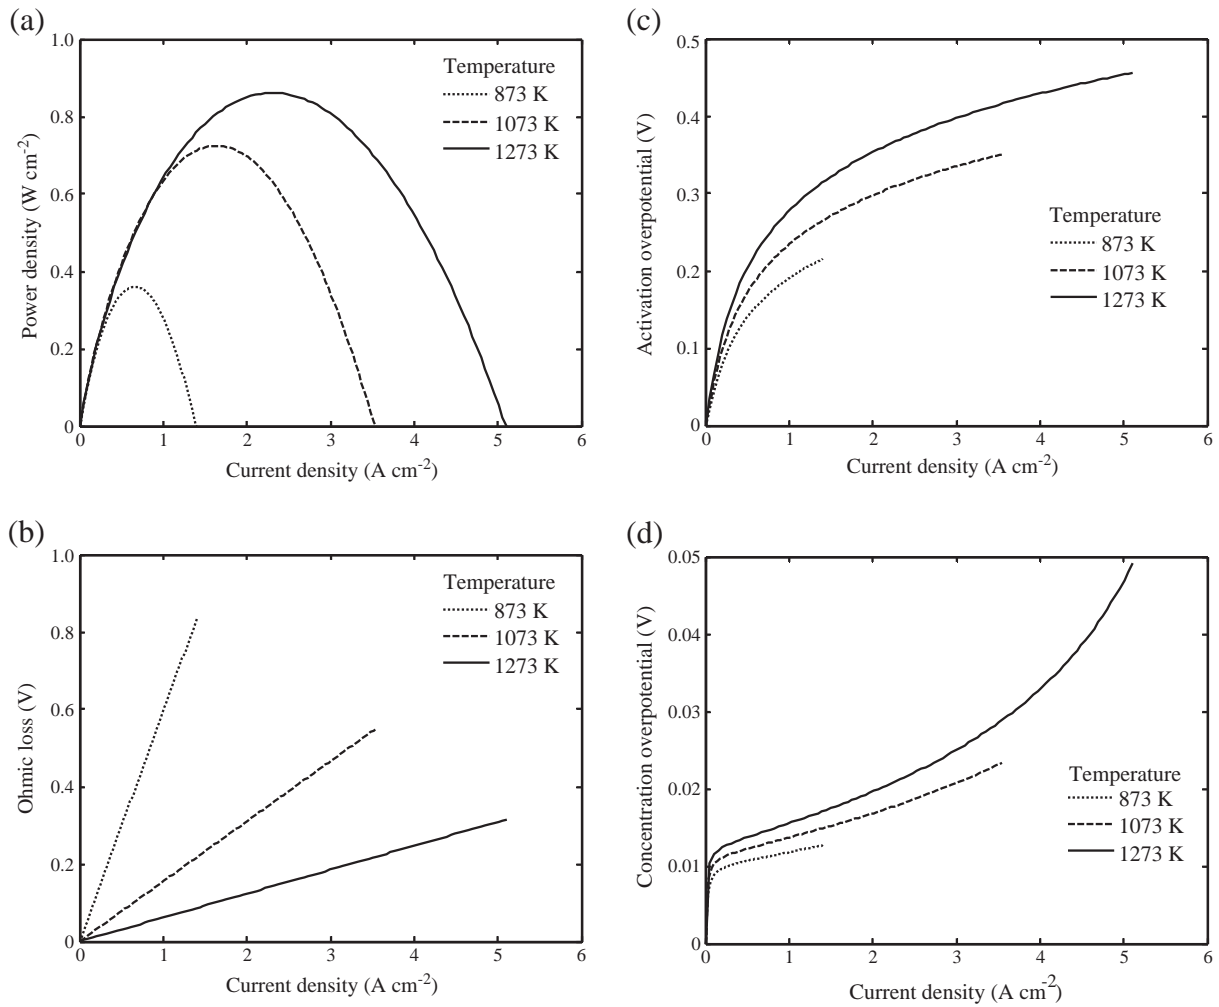 (a)
1.0
0.8
0.6
0.4
0.2
0
0 1 2 3 4 5 6
Power density (W cm-2)
Current density (A cm-2)
Temperature
873 K
1073 K
1273 K
(c)
0.5
0.4
0.3
0.2
0.1
0
0 1 2 3 4 5 6
Activation overpotential (V)
Current density (A cm-2)
Temperature
873 K
1073 K
1273 K
(b)
1.0
0.8
0.6
0.4
0.2
0
0 1 2 3 4 5 6
Ohmic loss (V)
Current density (A cm-2)
Temperature
873 K
1073 K
1273 K
(d)
0.05
0.04
0.03
0.02
0.01
0
0 1 2 3 4 5 6
Concentration overpotential (V)
Current density (A cm-2)
Temperature
873 K
1073 K
1273 K